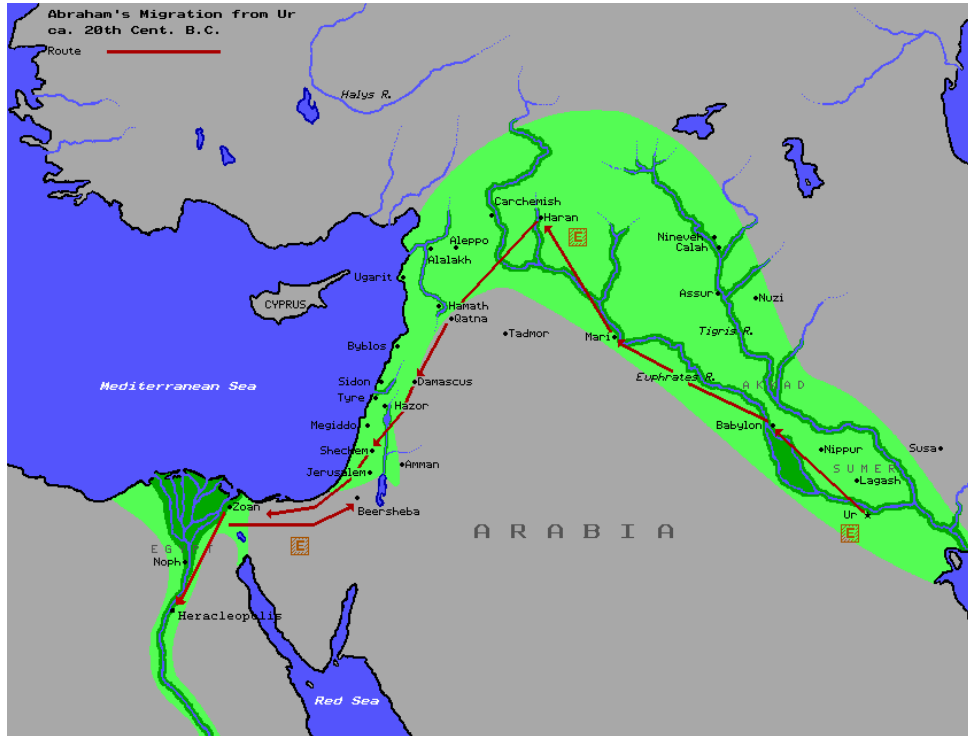 Abraham's Migration from Ur
ca. 20th Cent. B.C.
Route
Halys R.
Carchemish
Haran
E
Nineveh
Calah
Aleppo
Alalakh
Ugarit
CYPRUS
Hamath
Qatna
Assur
Nuzi
Tadmor
Mari
Tigris R.
Byblos
Mediterranean Sea
Sidon
Damascus
Euphrates R.
AKKAD
Tyre
Hazor
Megiddo
Babylon
Shechem
Nippur
Susa
Jerusalem
Amman
SUMER
Lagash
Zoan
Beersheba
Ur
ARABIA
E
E
EGYPT
Noph
Heracleopolis
Red Sea